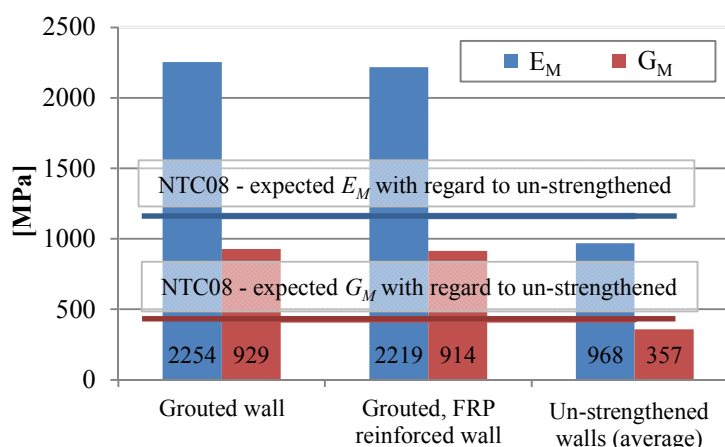 2500
E_M
G_M
2000
1500
NTC08 - expected E_M with regard to un-strengthened
[MPa]
1000
NTC08 - expected G_M with regard to un-strengthened
500
2254 929 2219 914 968 357
0
Grouted wall
Grouted, FRP
reinforced wall
Un-strengthened
walls (average)